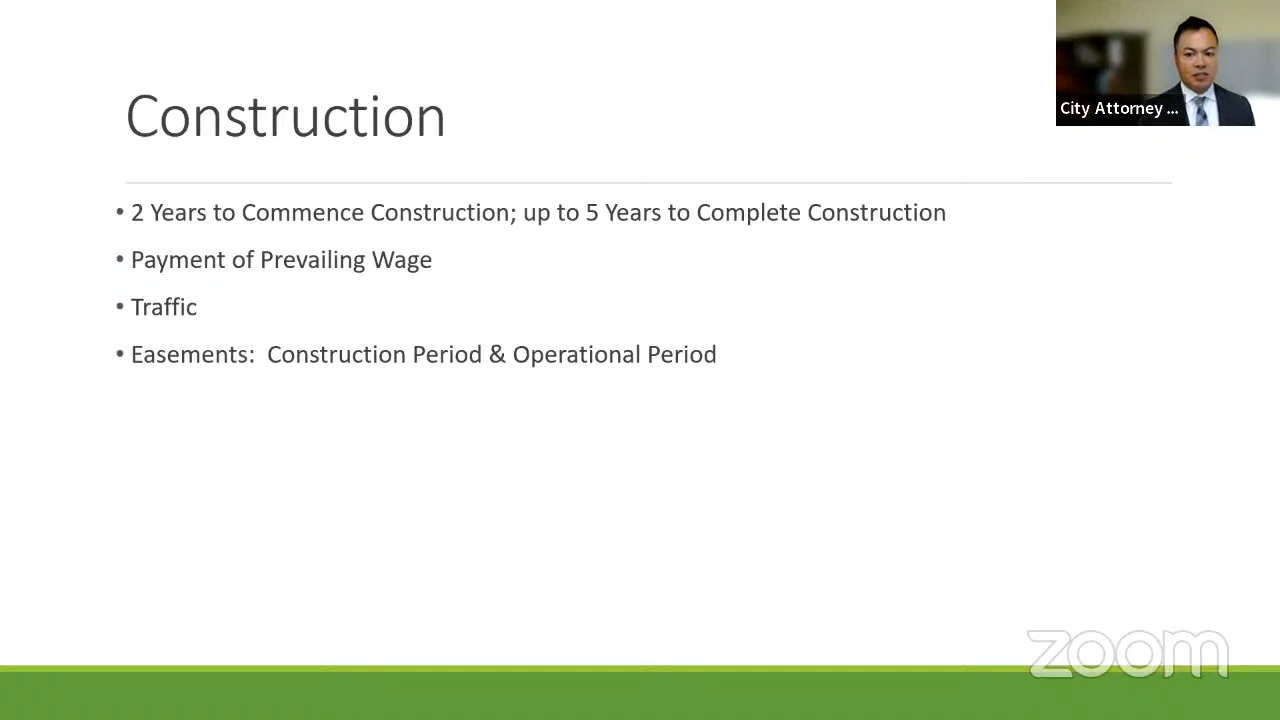 City Attorney ...
Construction
• 2 Years to Commence Construction; up to 5 Years to Complete Construction
• Payment of Prevailing Wage
• Traffic
• Easements:  Construction Period & Operational Period
zoom